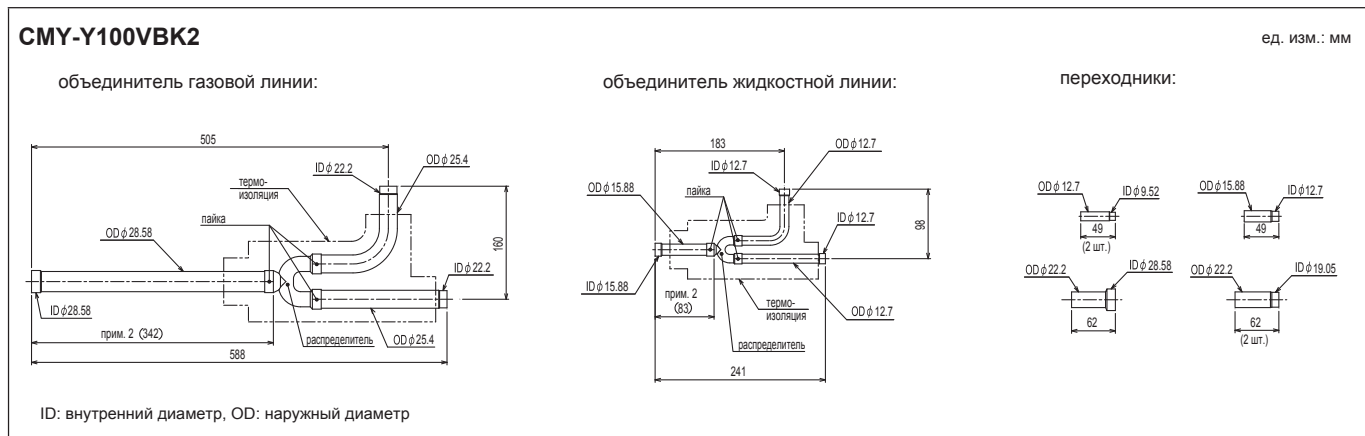 CMY-Y100VBK2
ед. изм.: мм
объединитель газовой линии:
505
ID ϕ 22.2
OD ϕ 25.4
термо-
изоляция
пайка
OD ϕ 28.58
160
ID ϕ 22.2
ID ϕ28.58
прим. 2 (342)
распределитель
OD ϕ 25.4
588
объединитель жидкостной линии:
183
OD ϕ 12.7
ID ϕ 12.7
OD ϕ 15.88
пайка
ID ϕ 12.7
98
ID ϕ 15.88
прим. 2
(83)
термо-
изоляция
OD ϕ 12.7
распределитель
241
переходники:
OD ϕ 12.7
ID ϕ 9.52
49
(2 шт.)
OD ϕ 15.88
ID ϕ 12.7
49
OD ϕ 22.2
ID ϕ 28.58
62
OD ϕ 22.2
ID ϕ 19.05
62
(2 шт.)
ID: внутренний диаметр, OD: наружный диаметр